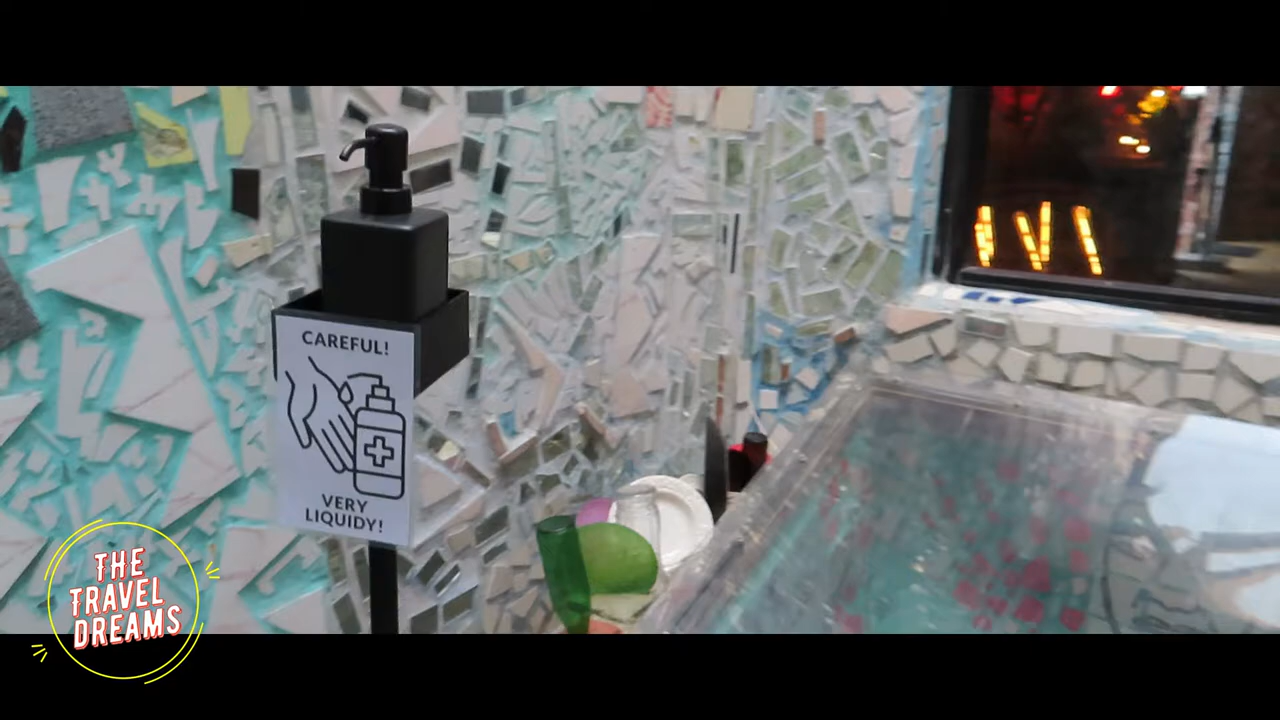 CAREFUL!
VERY
LIQUIDY!
THE
TRAVEL
DREAMS